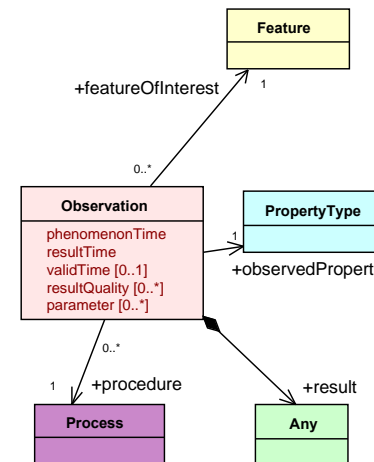 Feature
+featureOfInterest
1
0..*
Observation
phenomenonTime
resultTime
validTime [0..1]
resultQuality [0..*]
parameter [0..*]
PropertyType
1
+observedPropert
0..*
1
+procedure
+result
Process
Any